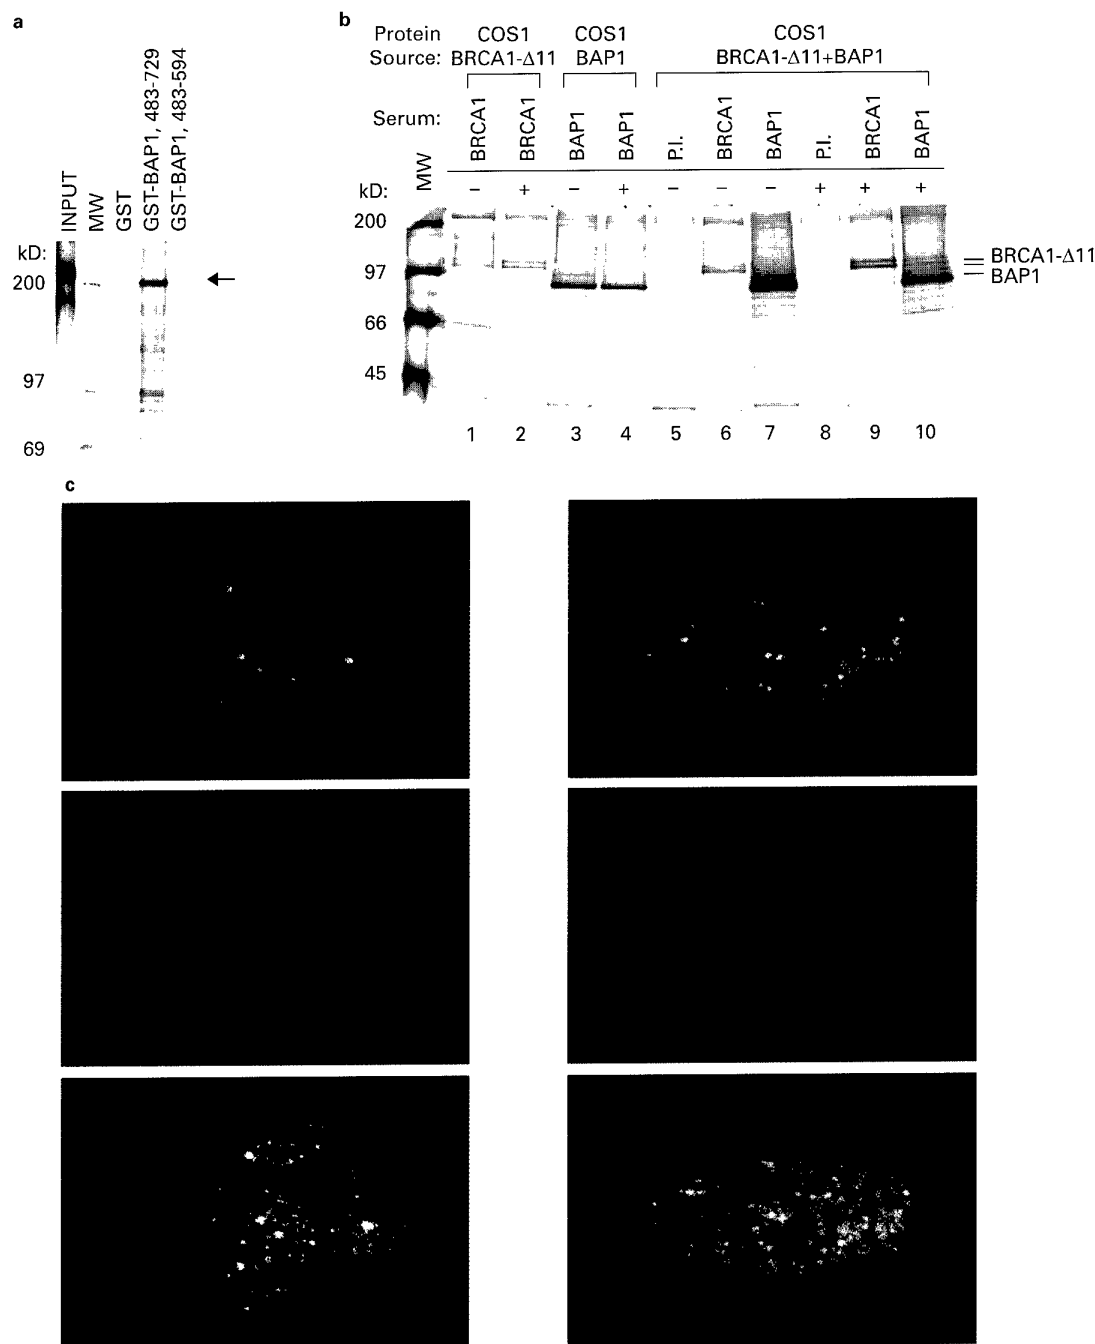 a
INPUT
MW
GST
GST-BAP1, 483-729
GST-BAP1, 483-594
kD:
200
97
69
b
Protein Source:
COS1 BRCA1-Δ11
COS1 BAP1
COS1 BRCA1-Δ11+BAP1
Serum:
MW
BRCA1
BRCA1
BAP1
BAP1
P.I.
BRCA1
BAP1
P.I.
BRCA1
BAP1
kD:
− + − + − − − + + +
200
97
66
45
BRCA1-Δ11
BAP1
1 2 3 4 5 6 7 8 9 10
c